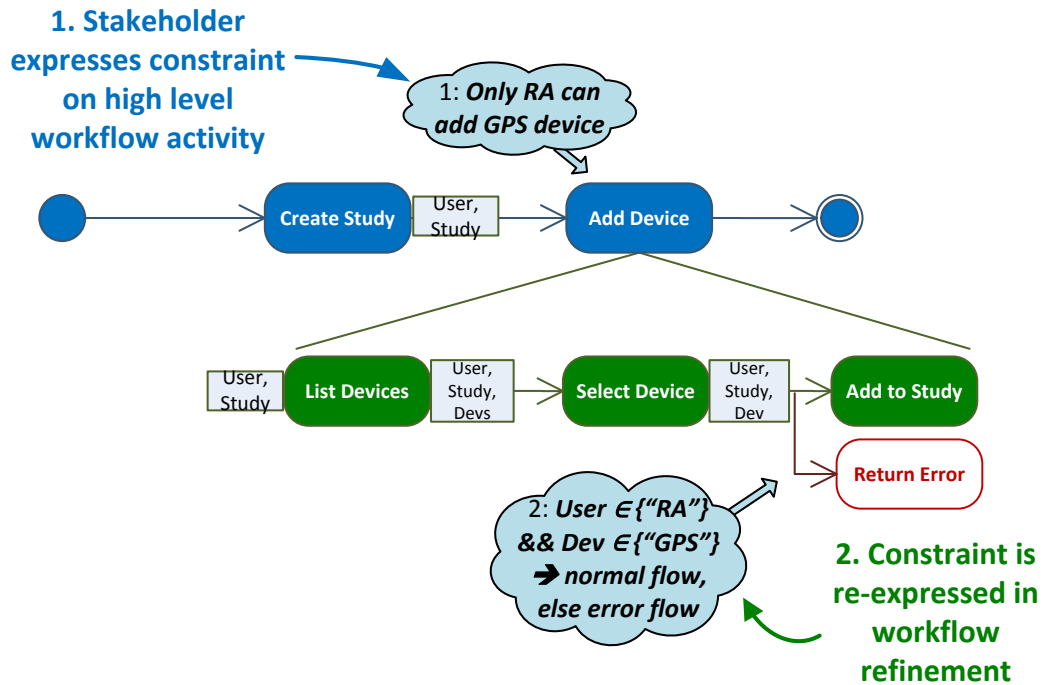 1. Stakeholder
expresses constraint
on high level
workflow activity
1: Only RA can
add GPS device
Create Study
User,
Study
Add Device
User,
Study
List Devices
User,
Study,
Devs
Select Device
User,
Study,
Dev
Add to Study
Return Error
2: User ∈{“RA”}
&& Dev ∈{“GPS”}
➔ normal flow,
else error flow
2. Constraint is
re-expressed in
workflow
refinement